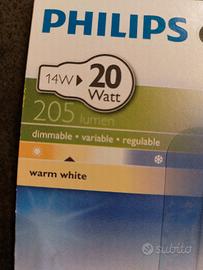 PHILIPS
14W 20
Watt
205 lumen
dimmable • variable • regulable
warm white
subito